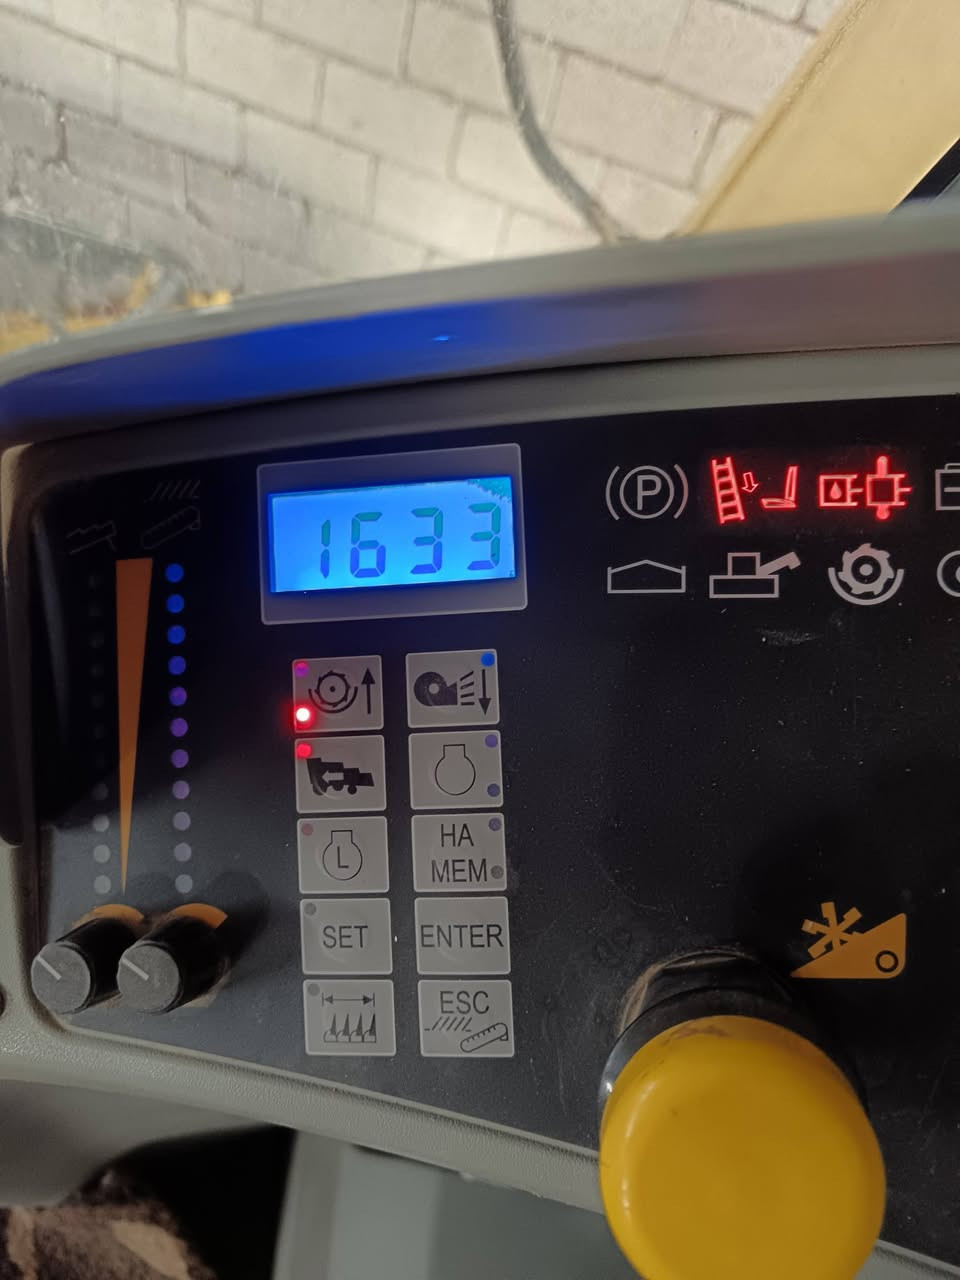 1633
(P)
L
HA
MEM
SET
ENTER
ESC